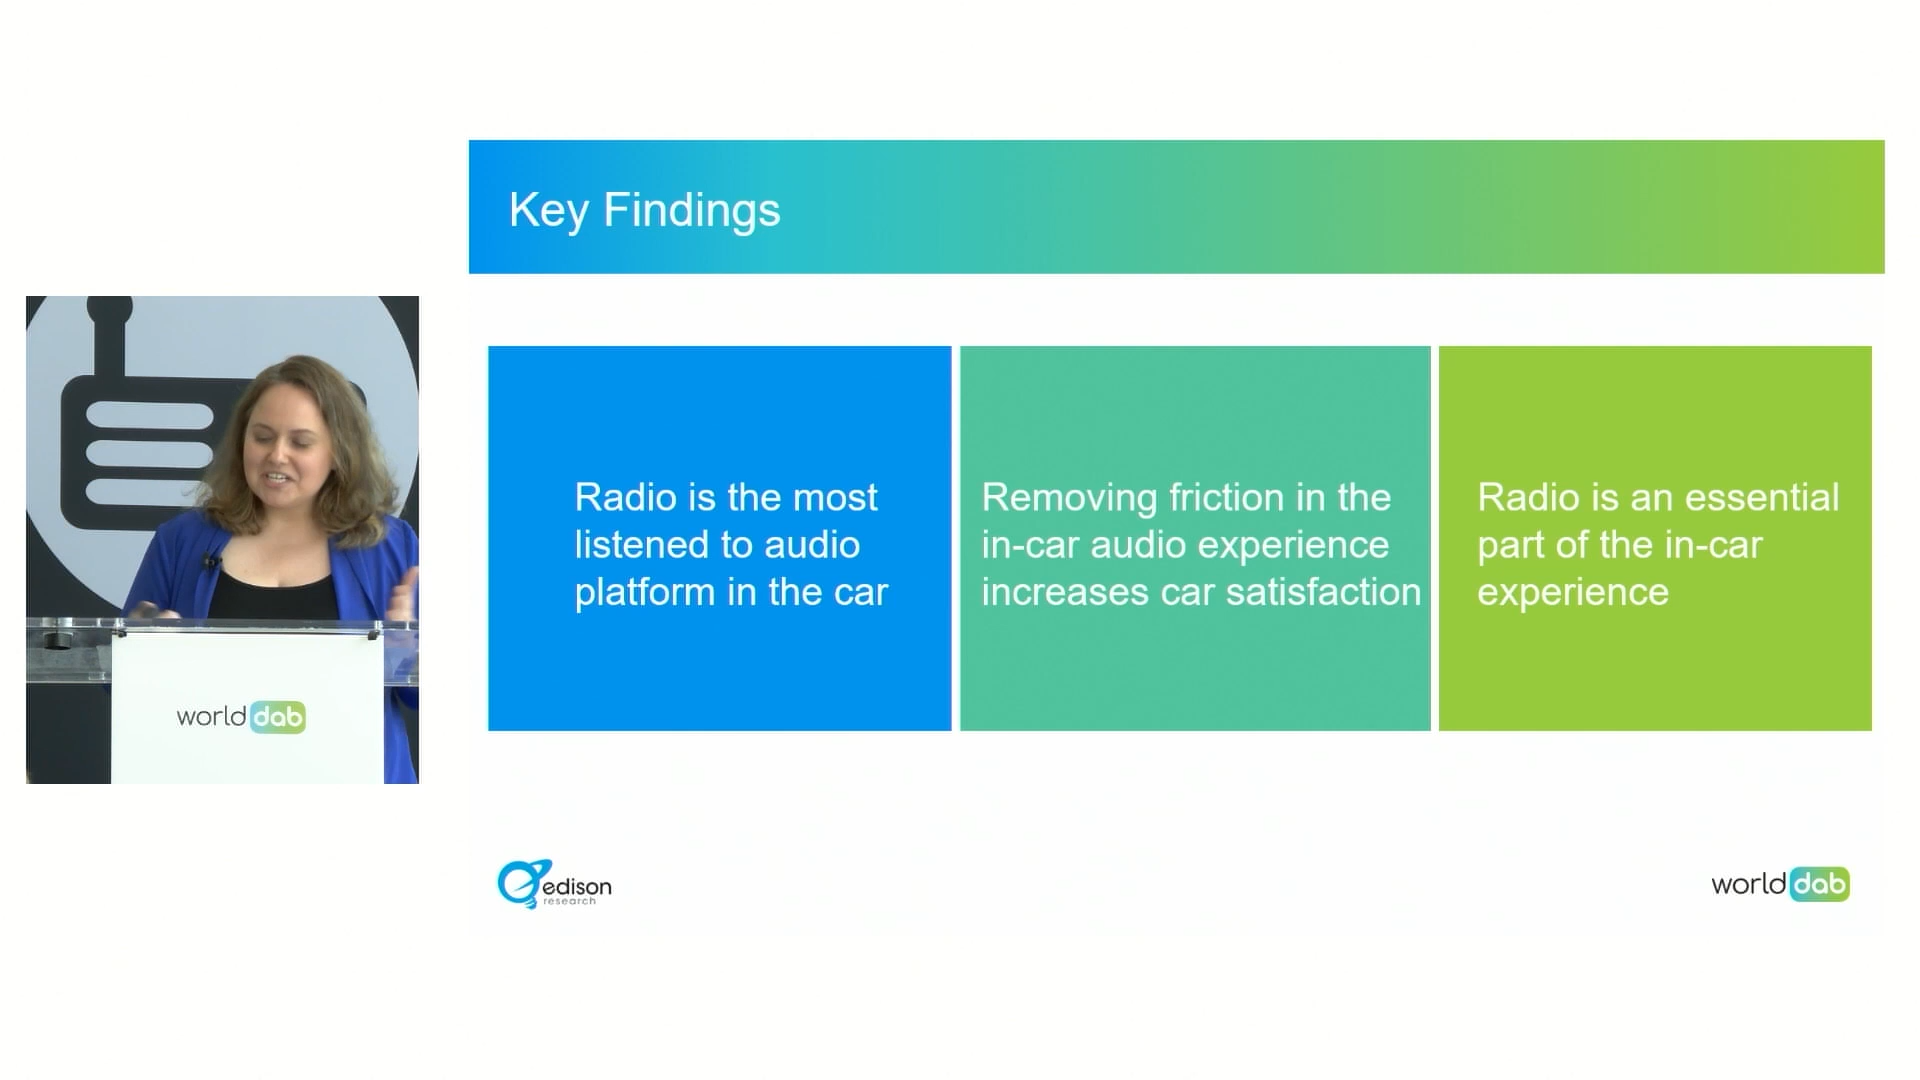 Key Findings
Radio is the most
listened to audio
platform in the car
Removing friction in the
in-car audio experience
increases car satisfaction
Radio is an essential
part of the in-car
experience
world dab
edison
research
world dab